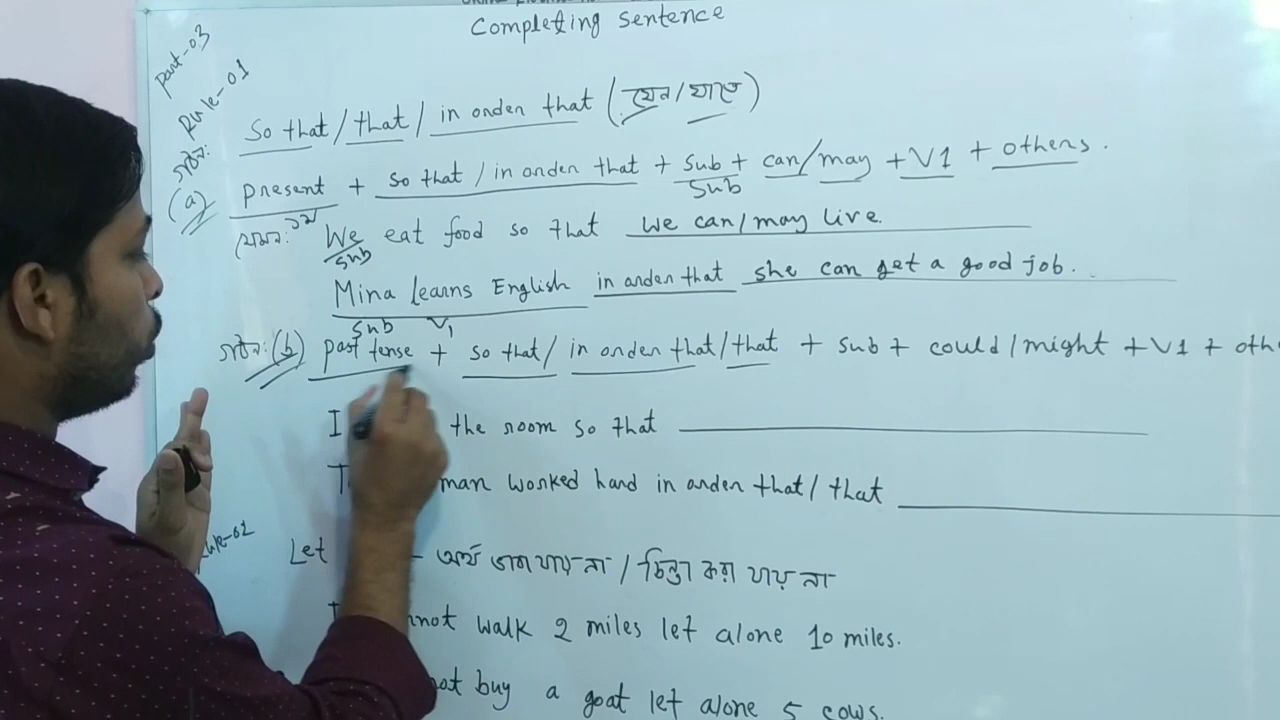 Completing Sentence
Part-03
Rule-01
So that/that/in order that (যেন/যাতে)
সূত্র:
(a) present + so that/in order that + sub + can/may + V1 + others.
Sub
যেমন: We eat food so that we can/may live.
Sub
Mina learns English in order that she can get a good job.
Sub V1
সূত্র: (b) past tense + so that/in order that/that + sub + could/might + V1 + oth
I the room so that
man worked hard in order that/that
Let - অর্থ ভাবা যায় না/চিন্তা করা যায় না
nnot walk 2 miles let alone 10 miles.
not buy a goat let alone 5 cows.